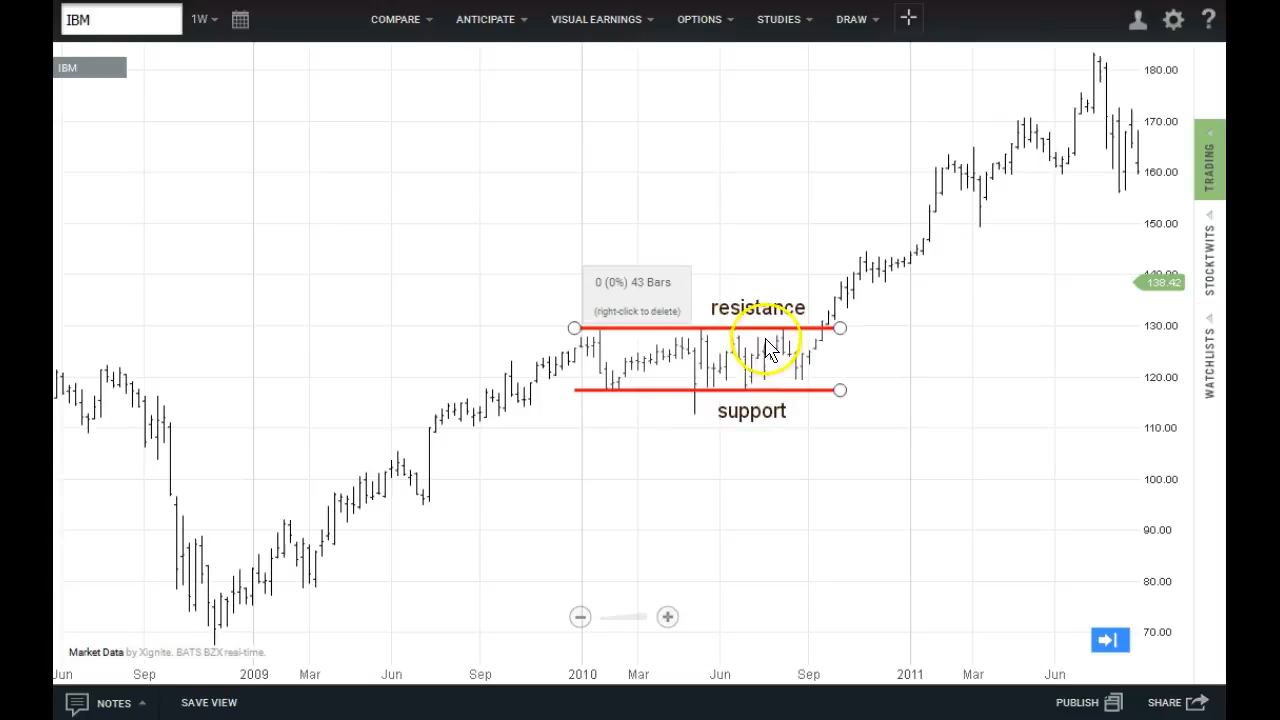 IBM
1W
COMPARE
ANTICIPATE
VISUAL EARNINGS
OPTIONS
STUDIES
DRAW
IBM
180.00
170.00
160.00
150.00
140.00
138.42
130.00
120.00
110.00
100.00
90.00
80.00
70.00
TRADING
STOCKTWITS
WATCHLISTS
0 (0%) 43 Bars
(right-click to delete)
resistance
support
Market Data by Xignite. BATS BZX real-time.
Jun Sep 2009 Mar Jun Sep 2010 Mar Jun Sep 2011 Mar Jun
NOTES
SAVE VIEW
PUBLISH
SHARE